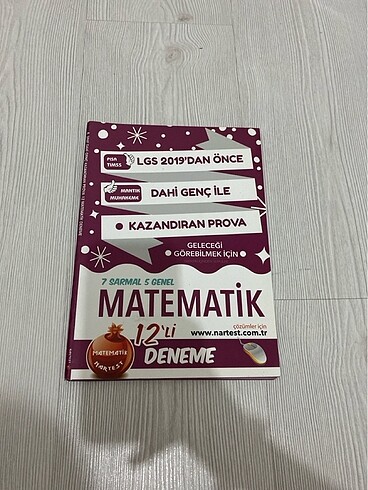 PISA
TIMSS
LGS 2019'DAN ÖNCE
MANTIK
MUHAKEME
DAHİ GENÇ İLE
KAZANDIRAN PROVA
GELECEĞİ
GÖREBİLMEK İÇİN
7 SARMAL 5 GENEL
MATEMATİK
12'Lİ
çözümler için
www.nartest.com.tr
DENEME
MATEMATİK
NARTEST